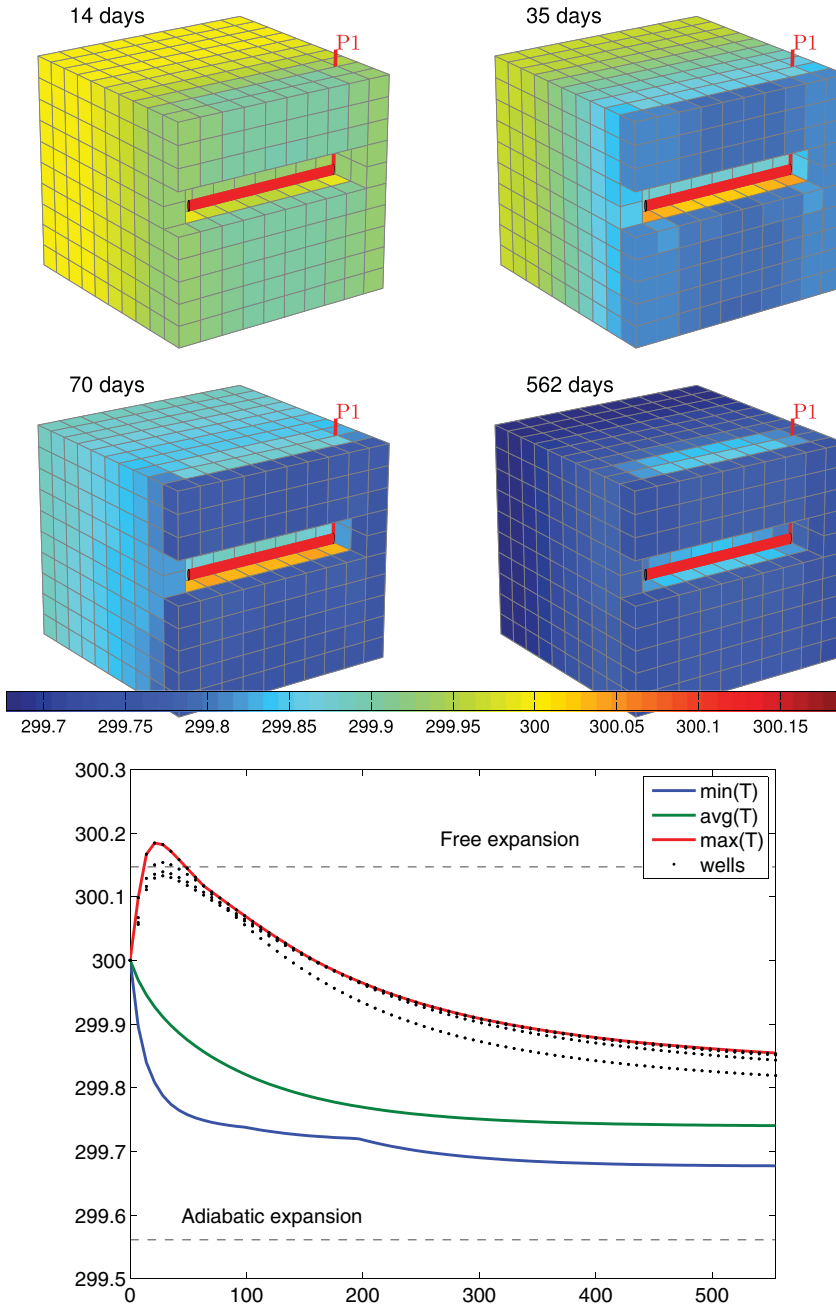 14 days
35 days
P1
P1
70 days
562 days
P1
P1
299.7 299.75 299.8 299.85 299.9 299.95 300 300.05 300.1 300.15
300.3
min(T)
avg(T)
max(T)
wells
300.2
Free expansion
300.1
300
299.9
299.8
299.7
Adiabatic expansion
299.6
299.5
0 100 200 300 400 500